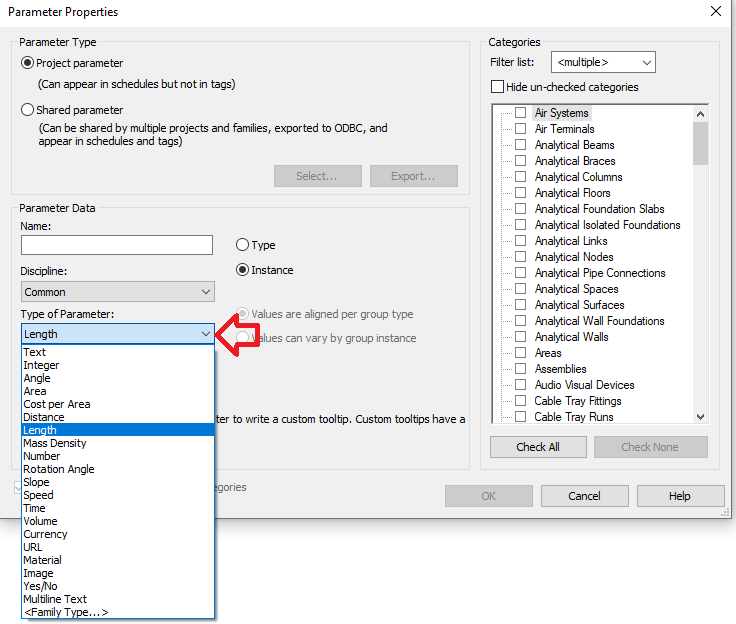 Parameter Properties
Parameter Type
Project parameter
(Can appear in schedules but not in tags)
Shared parameter
(Can be shared by multiple projects and families, exported to ODBC, and
appear in schedules and tags)
Select...
Export...
Parameter Data
Name:
Type
Discipline:
Instance
Common
Type of Parameter:
Values are aligned per group type
Length
Values can vary by group instance
Text
Integer
Angle
Area
Cost per Area
Distance
ter to write a custom tooltip. Custom tooltips have a
Length
Mass Density
Number
Rotation Angle
Slope
egories
Speed
Time
Volume
Currency
URL
Material
Image
Yes/No
Multiline Text
<Family Type...>
Categories
Filter list:
<multiple>
Hide un-checked categories
Air Systems
Air Terminals
Analytical Beams
Analytical Braces
Analytical Columns
Analytical Floors
Analytical Foundation Slabs
Analytical Isolated Foundations
Analytical Links
Analytical Nodes
Analytical Pipe Connections
Analytical Spaces
Analytical Surfaces
Analytical Wall Foundations
Analytical Walls
Areas
Assemblies
Audio Visual Devices
Cable Tray Fittings
Cable Tray Runs
Check All
Check None
OK
Cancel
Help